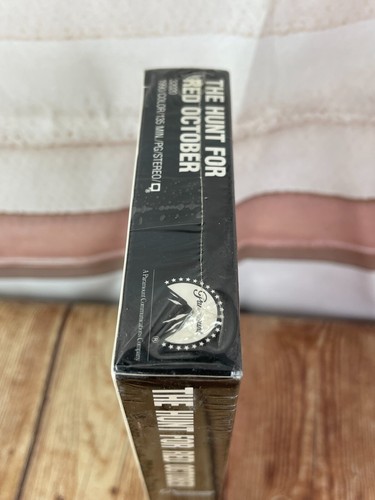 THE HUNT FOR
RED OCTOBER
32020
1990/COLOR/135 MIN./PG/STEREO/
Paramount
®
A Paramount Communications Company
THE HUNT FOR RED OCTOBER